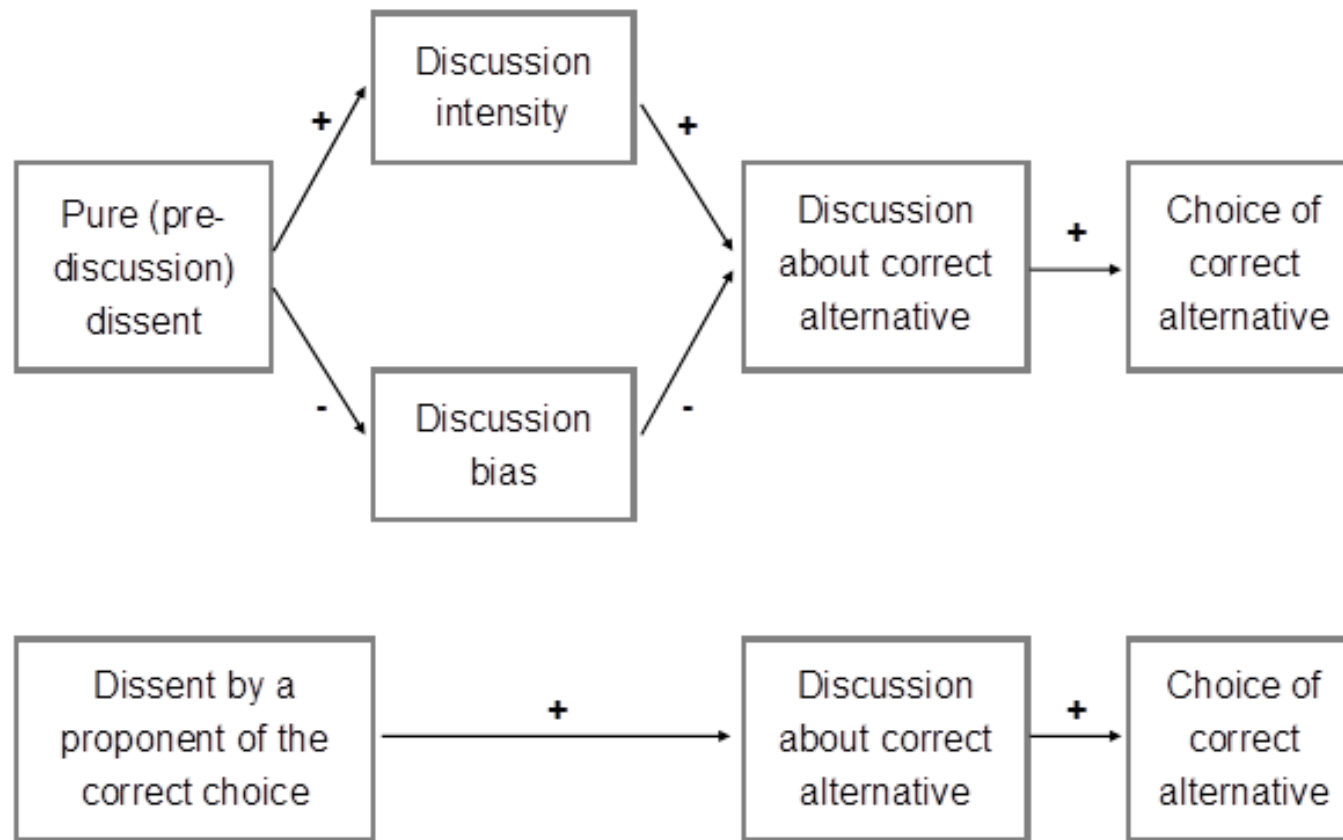 Discussion
intensity
+
+
Pure (pre-
discussion)
dissent
Discussion
about correct
alternative
+
Choice of
correct
alternative
-
Discussion
bias
-
Dissent by a
proponent of the
correct choice
+
Discussion
about correct
alternative
+
Choice of
correct
alternative